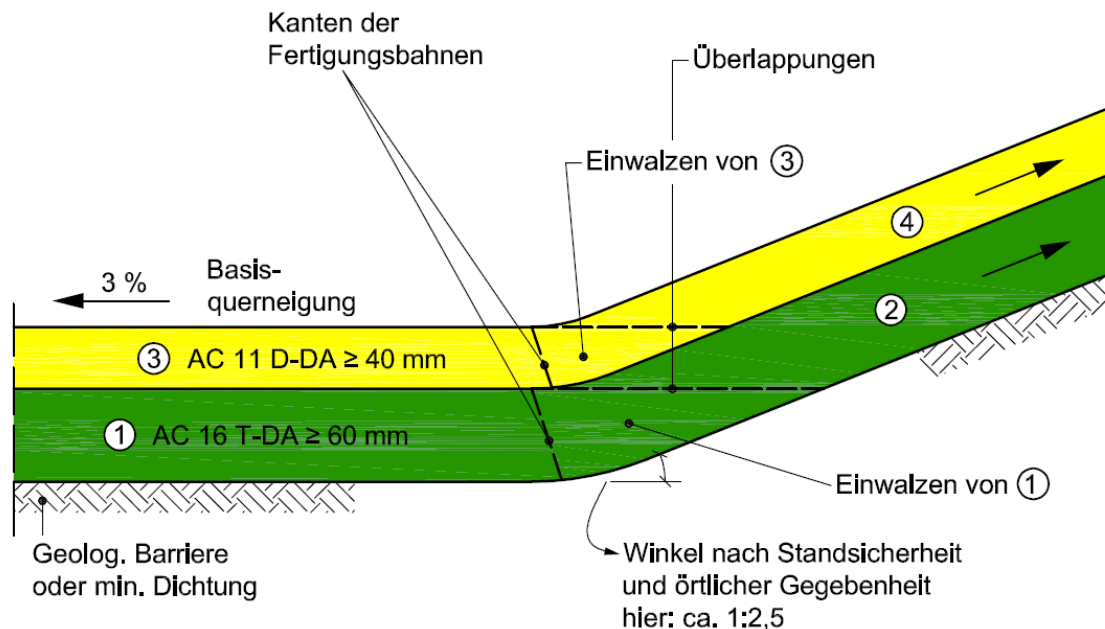 Kanten der
Fertigungsbahnen
Überlappungen
Einwalzen von ③
④
3 %
Basis-
querneigung
②
③ AC 11 D-DA ≥ 40 mm
① AC 16 T-DA ≥ 60 mm
Einwalzen von ①
Geolog. Barriere
oder min. Dichtung
Winkel nach Standsicherheit
und örtlicher Gegebenheit
hier: ca. 1:2,5